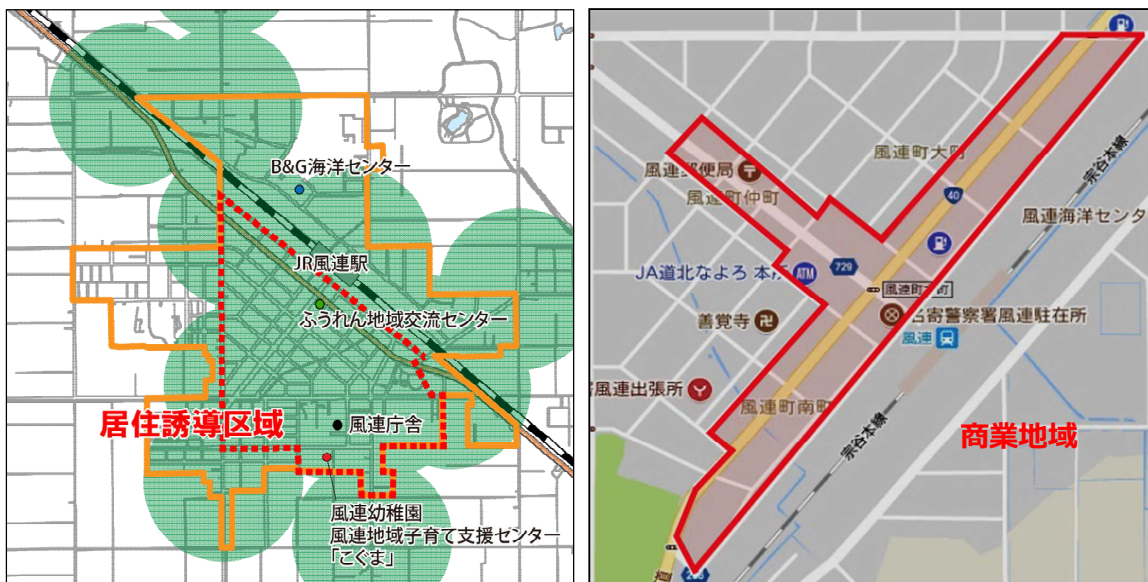 B&G海洋センター
JR風連駅
ふうれん地域交流センター
居住誘導区域
風連庁舎
風連幼稚園
風連地域子育て支援センター
「こぐま」
風連町大町
宗谷本線
風連郵便局
風連町仲町
40
風連海洋センタ
729
JA道北なよろ 本所
ATM
善覚寺
名寄警察署風連駐在所
風連
風連出張所
風連町南町
宗谷本線
商業地域
道